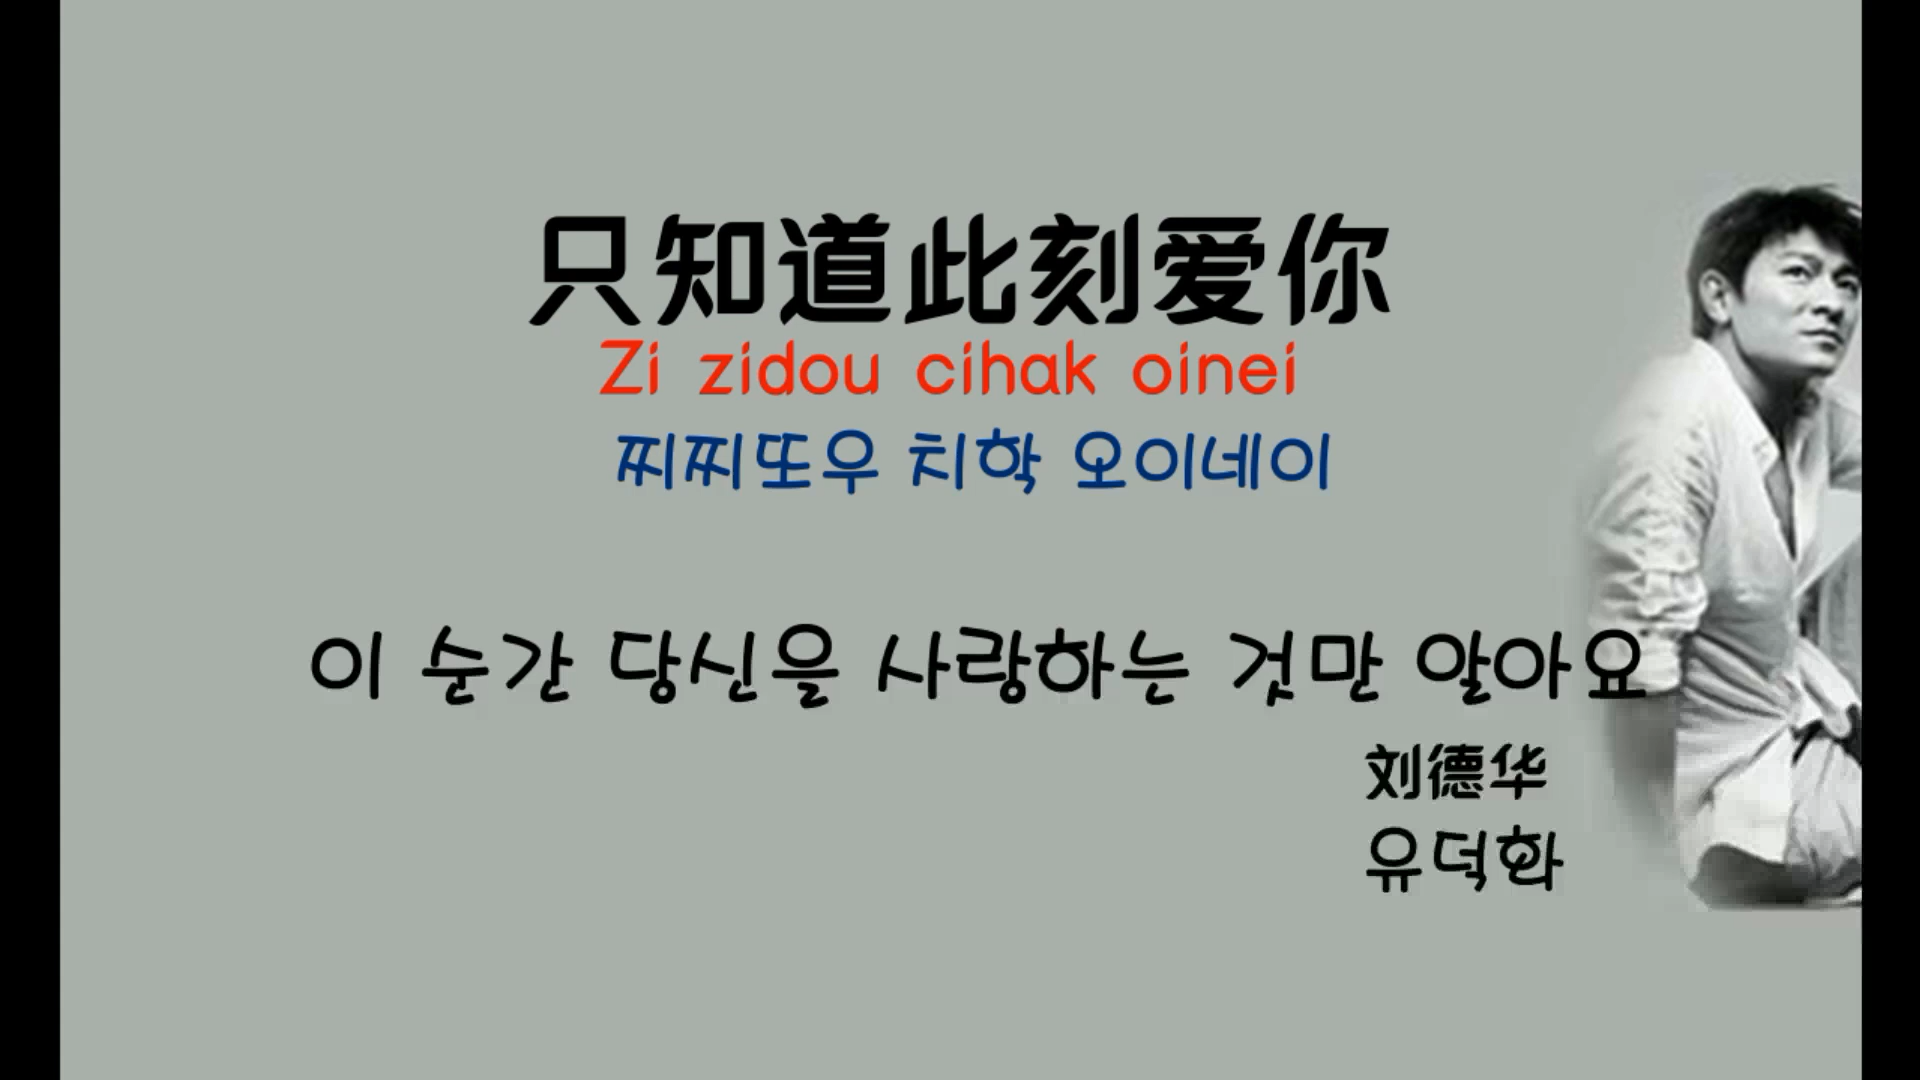 只知道此刻爱你
Zi zidou cihak oinei
찌찌또우 치학 오이네이
이 순간 당신을 사랑하는 것만 알아요
刘德华
유덕화